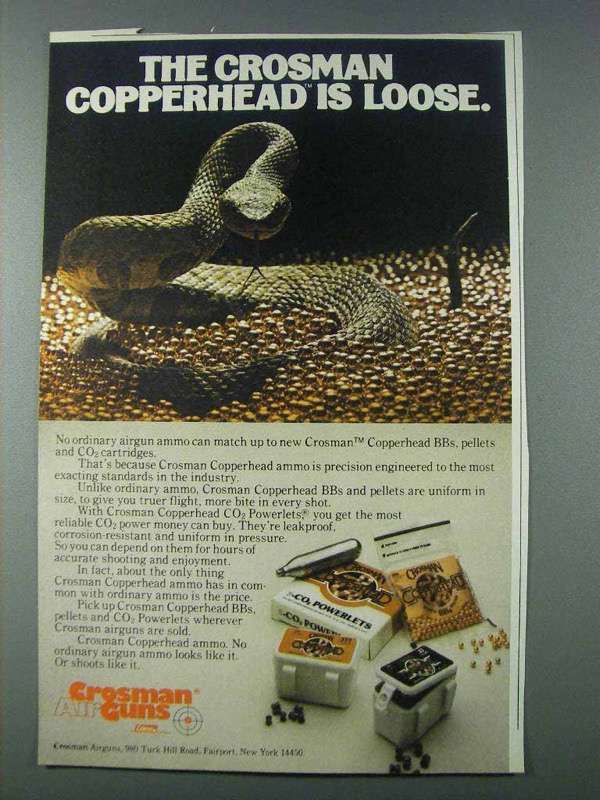 THE CROSMAN
COPPERHEAD™ IS LOOSE.
No ordinary airgun ammo can match up to new Crosman™ Copperhead BBs, pellets
and CO₂ cartridges.
That's because Crosman Copperhead ammo is precision engineered to the most
exacting standards in the industry.
Unlike ordinary ammo, Crosman Copperhead BBs and pellets are uniform in
size, to give you truer flight, more bite in every shot.
With Crosman Copperhead CO₂ Powerlets,® you get the most
reliable CO₂ power money can buy. They're leakproof,
corrosion-resistant and uniform in pressure.
So you can depend on them for hours of
accurate shooting and enjoyment.
In fact, about the only thing
Crosman Copperhead ammo has in com-
mon with ordinary ammo is the price.
Pick up Crosman Copperhead BBs,
pellets and CO₂ Powerlets wherever
Crosman airguns are sold.
Crosman Copperhead ammo. No
ordinary airgun ammo looks like it.
Or shoots like it.
CROSMAN
CO₂ POWERLETS
Crosman®
AirGuns
Coleman
Crosman Airguns, 980 Turk Hill Road, Fairport, New York 14450